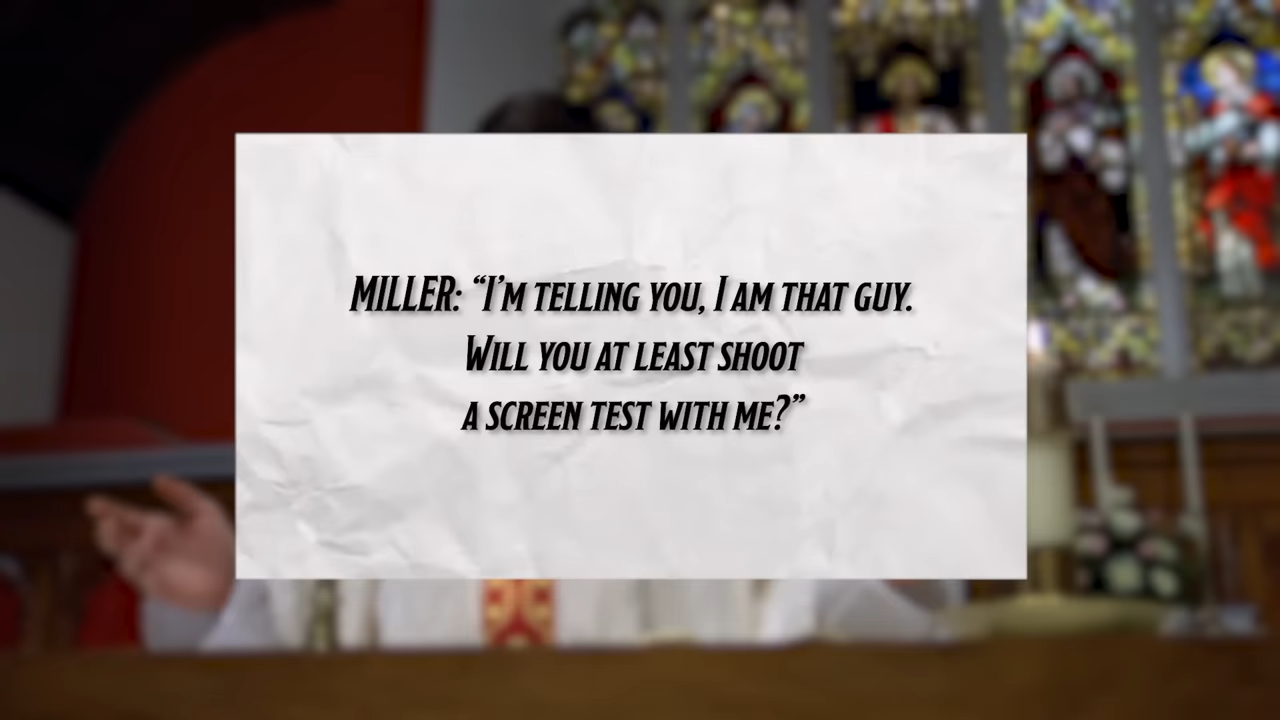 MILLER: “I’M TELLING YOU, I AM THAT GUY.
WILL YOU AT LEAST SHOOT
A SCREEN TEST WITH ME?”